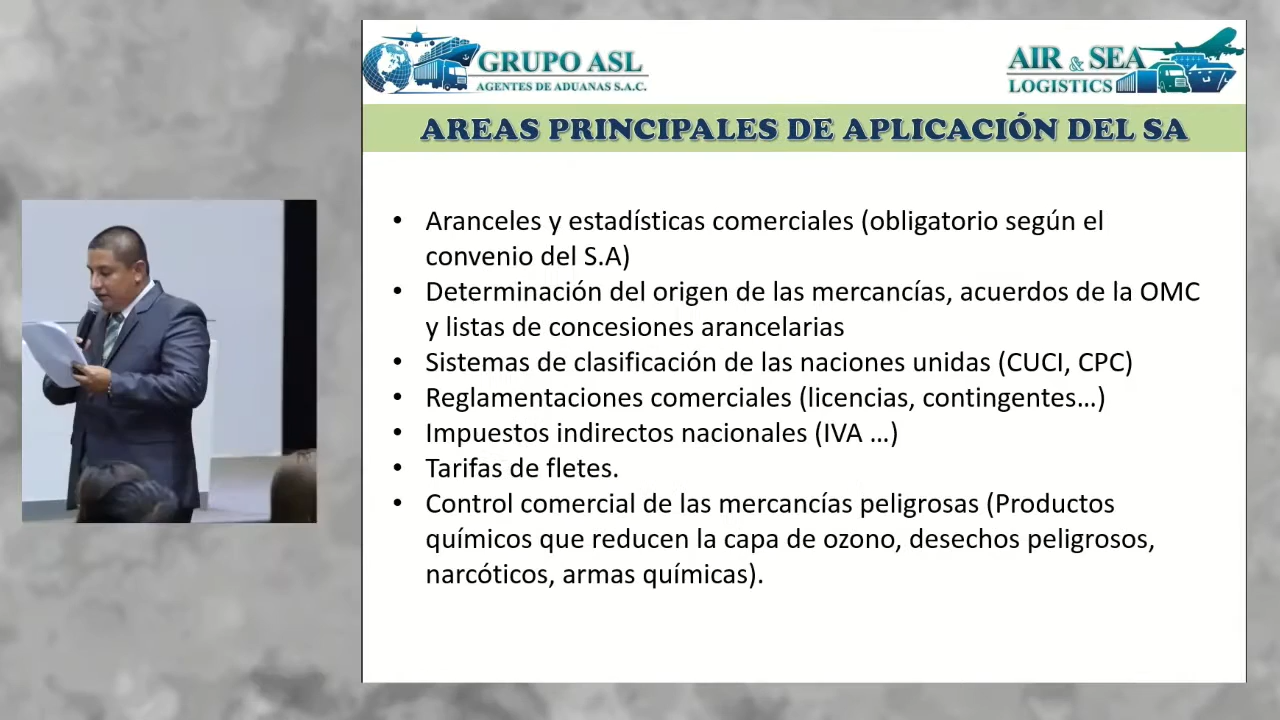 GRUPO ASL
AGENTES DE ADUANAS S.A.C.
AIR & SEA
LOGISTICS
AREAS PRINCIPALES DE APLICACIÓN DEL SA
• Aranceles y estadísticas comerciales (obligatorio según el
convenio del S.A)
• Determinación del origen de las mercancías, acuerdos de la OMC
y listas de concesiones arancelarias
• Sistemas de clasificación de las naciones unidas (CUCI, CPC)
• Reglamentaciones comerciales (licencias, contingentes…)
• Impuestos indirectos nacionales (IVA …)
• Tarifas de fletes.
• Control comercial de las mercancías peligrosas (Productos
químicos que reducen la capa de ozono, desechos peligrosos,
narcóticos, armas químicas).